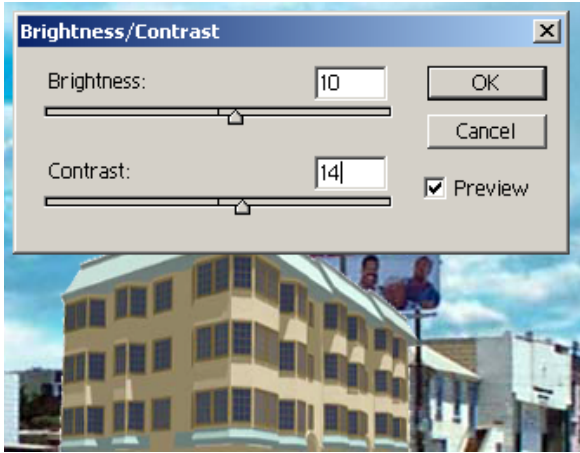 Brightness/Contrast
Brightness: 10
OK
Cancel
Contrast: 14
Preview